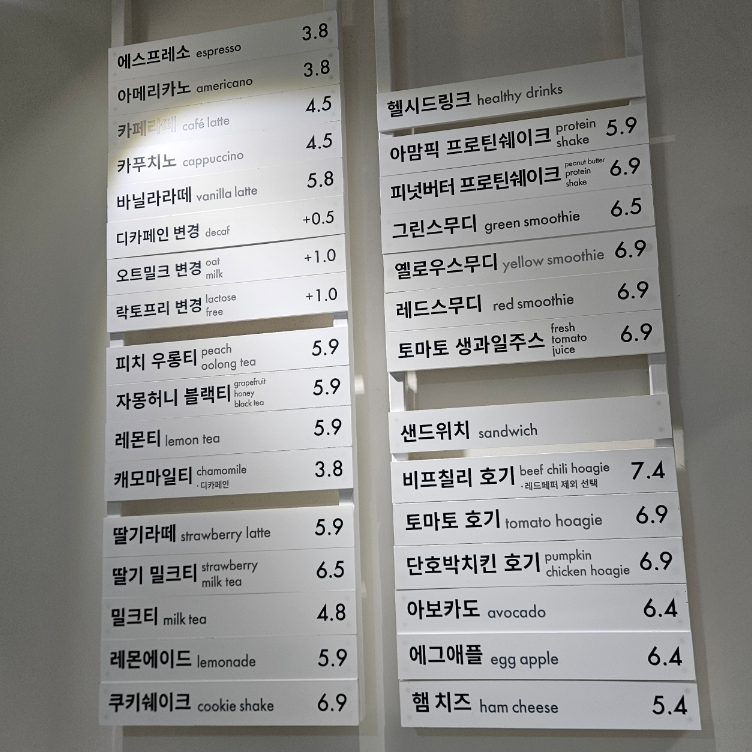 에스프레소 espresso 3.8
아메리카노 americano 3.8
카페라떼 café latte 4.5
카푸치노 cappuccino 4.5
바닐라라떼 vanilla latte 5.8
디카페인 변경 decaf +0.5
오트밀크 변경 oat milk +1.0
락토프리 변경 lactose free +1.0
피치 우롱티 peach oolong tea 5.9
자몽허니 블랙티 grapefruit honey black tea 5.9
레몬티 lemon tea 5.9
캐모마일티 chamomile 3.8
·디카페인
딸기라떼 strawberry latte 5.9
딸기 밀크티 strawberry milk tea 6.5
밀크티 milk tea 4.8
레몬에이드 lemonade 5.9
쿠키쉐이크 cookie shake 6.9
헬시드링크 healthy drinks
아맘픽 프로틴쉐이크 protein shake 5.9
피넛버터 프로틴쉐이크 peanut butter protein shake 6.9
그린스무디 green smoothie 6.5
옐로우스무디 yellow smoothie 6.9
레드스무디 red smoothie 6.9
토마토 생과일주스 fresh tomato juice 6.9
샌드위치 sandwich
비프칠리 호기 beef chili hoagie 7.4
·레드페퍼 제외 선택
토마토 호기 tomato hoagie 6.9
단호박치킨 호기 pumpkin chicken hoagie 6.9
아보카도 avocado 6.4
에그애플 egg apple 6.4
햄 치즈 ham cheese 5.4